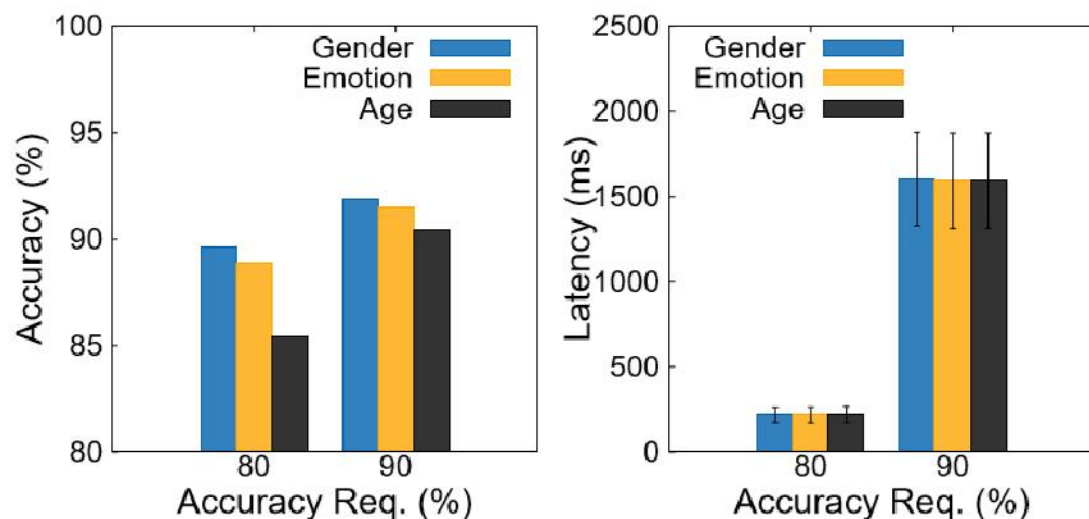 100
95
90
85
80
Accuracy (%)
Gender
Emotion
Age
80 90
Accuracy Req. (%)
2500
2000
1500
1000
500
0
Latency (ms)
Gender
Emotion
Age
80 90
Accuracy Req. (%)